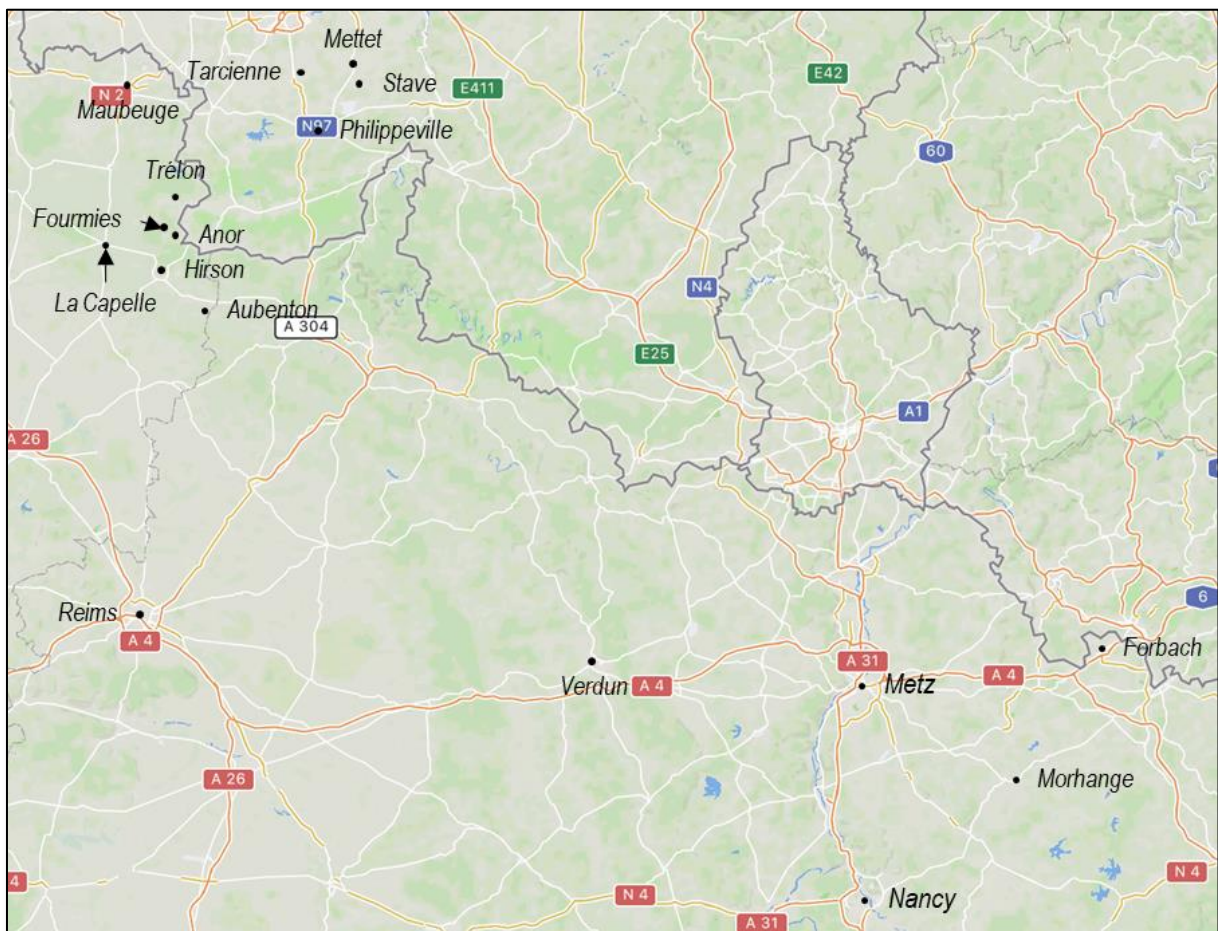 Mettet
Tarcienne
E42
E411
Stave
N 2
Maubeuge
N97
Philippeville
60
Trélon
Fourmies
Anor
Hirson
N4
La Capelle
Aubenton
A 304
E25
A1
A 26
6
Reims
A 4
Forbach
Verdun
A 4
A 31
A 4
Metz
A 26
Morhange
N 4
4
N 4
Nancy
A 31